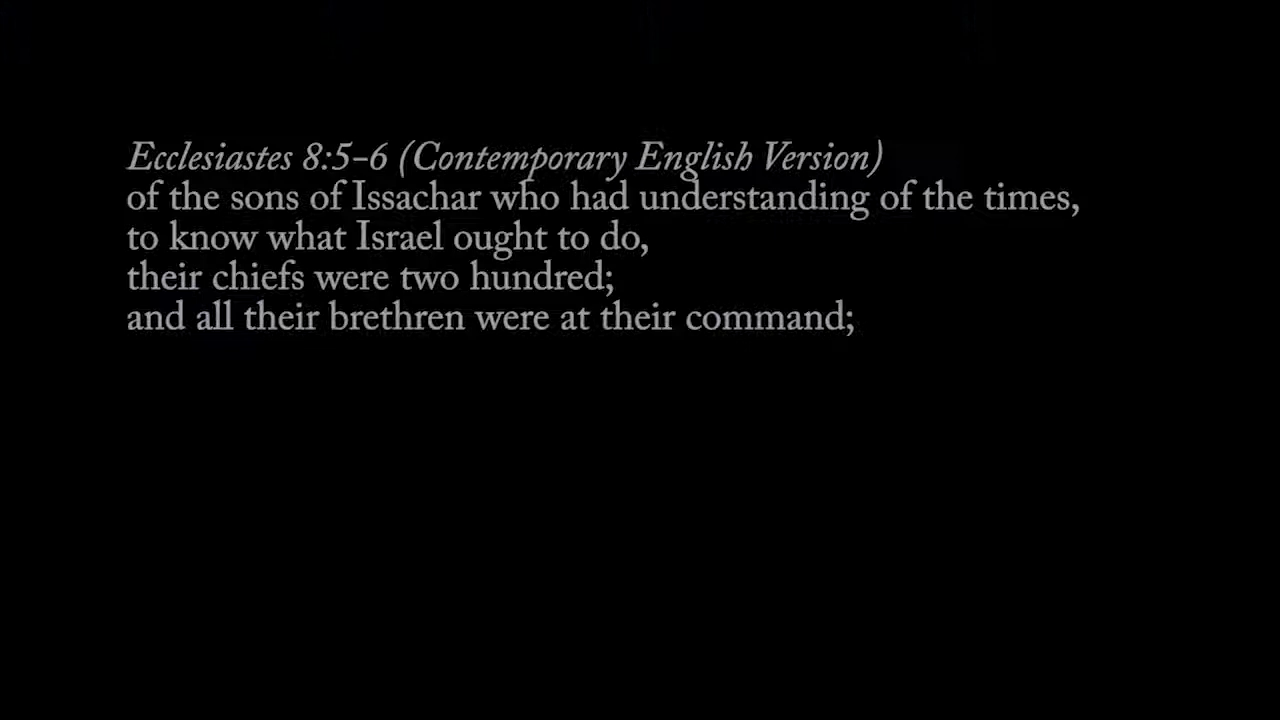 Ecclesiastes 8:5-6 (Contemporary English Version)
of the sons of Issachar who had understanding of the times,
to know what Israel ought to do,
their chiefs were two hundred;
and all their brethren were at their command;